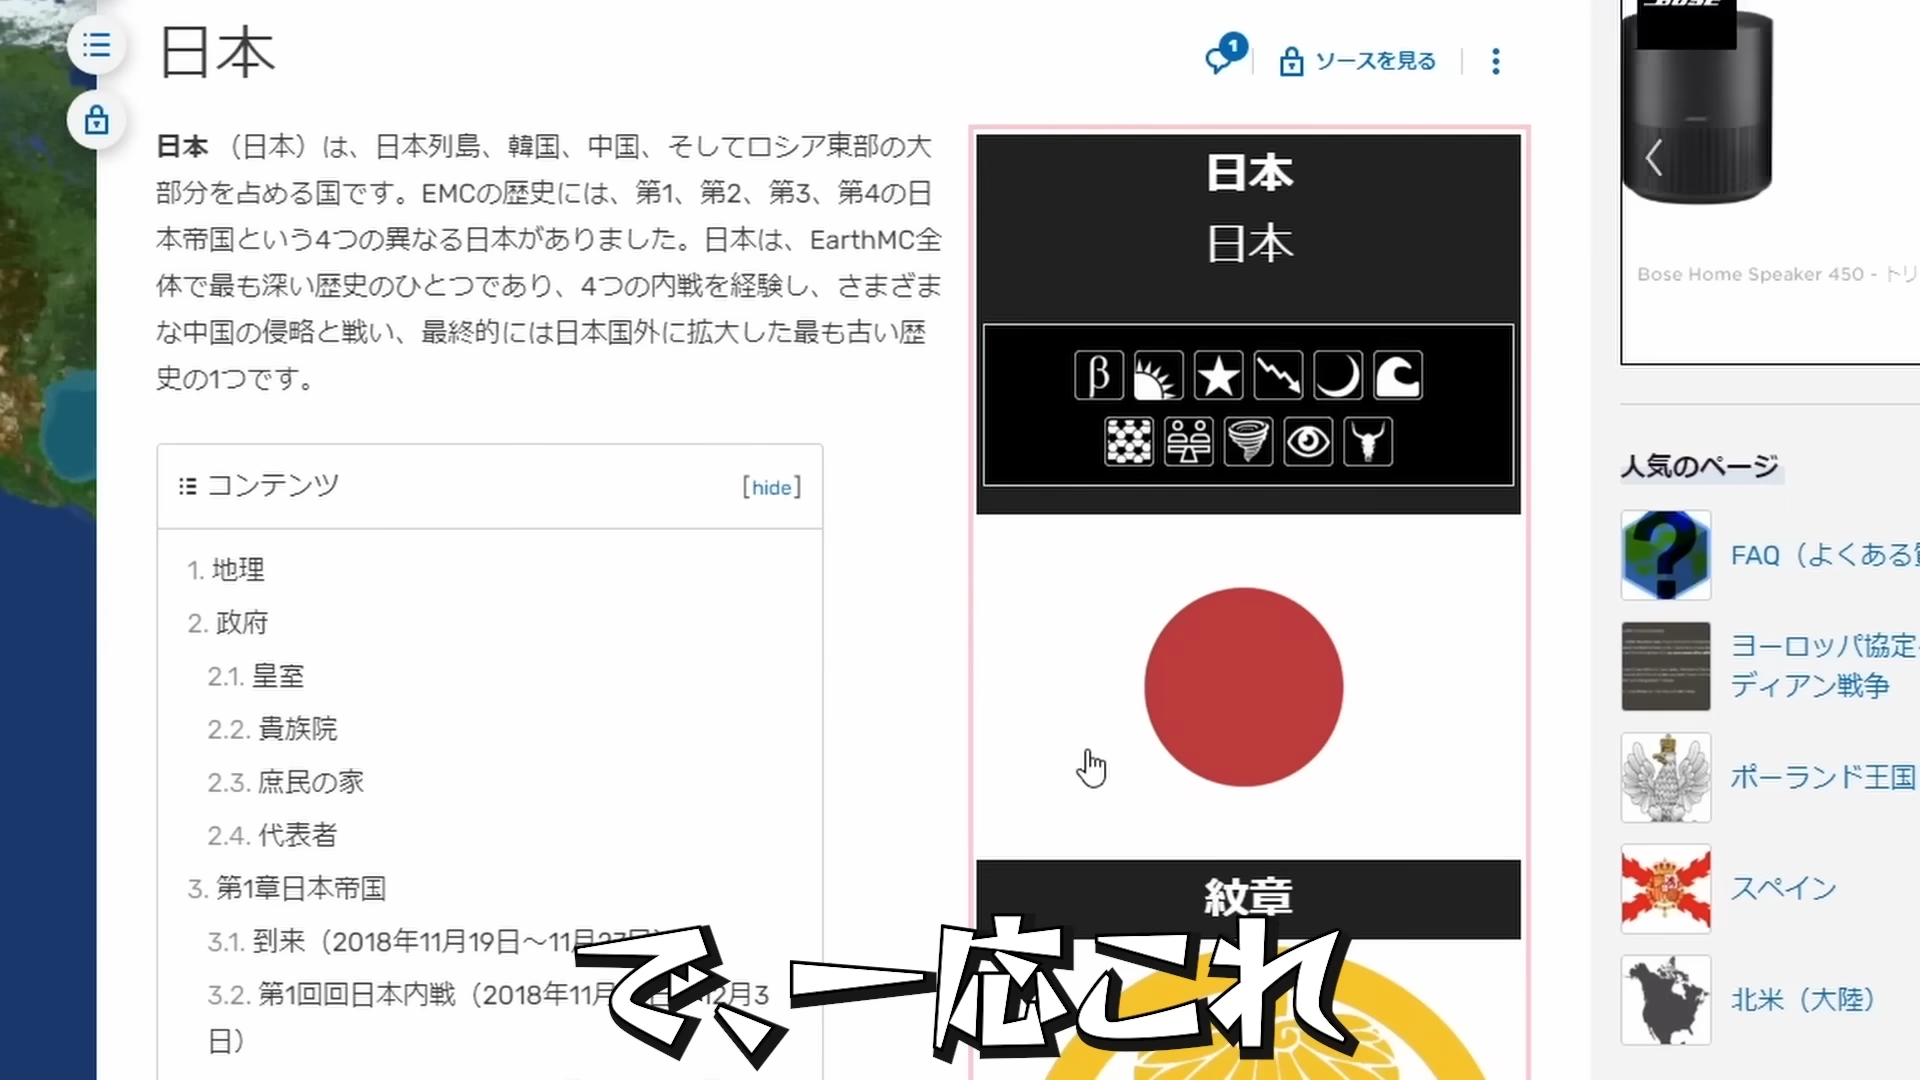 日本
1
ソースを見る
日本 （日本）は、日本列島、韓国、中国、そしてロシア東部の大
部分を占める国です。EMCの歴史には、第1、第2、第3、第4の日
本帝国という4つの異なる日本がありました。日本は、EarthMC全
体で最も深い歴史のひとつであり、4つの内戦を経験し、さまざま
な中国の侵略と戦い、最終的には日本国外に拡大した最も古い歴
史の1つです。
コンテンツ
[hide]
1. 地理
2. 政府
2.1. 皇室
2.2. 貴族院
2.3. 庶民の家
2.4. 代表者
3. 第1章日本帝国
3.1. 到来（2018年11月19日～11月27日）
3.2. 第1回回日本内戦（2018年11月 12月3
日）
日本
日本
β
紋章
BOSE
Bose Home Speaker 450 - トリ
人気のページ
FAQ（よくある質
ヨーロッパ協定-
ディアン戦争
ポーランド王国
スペイン
北米（大陸）
で、一応これ